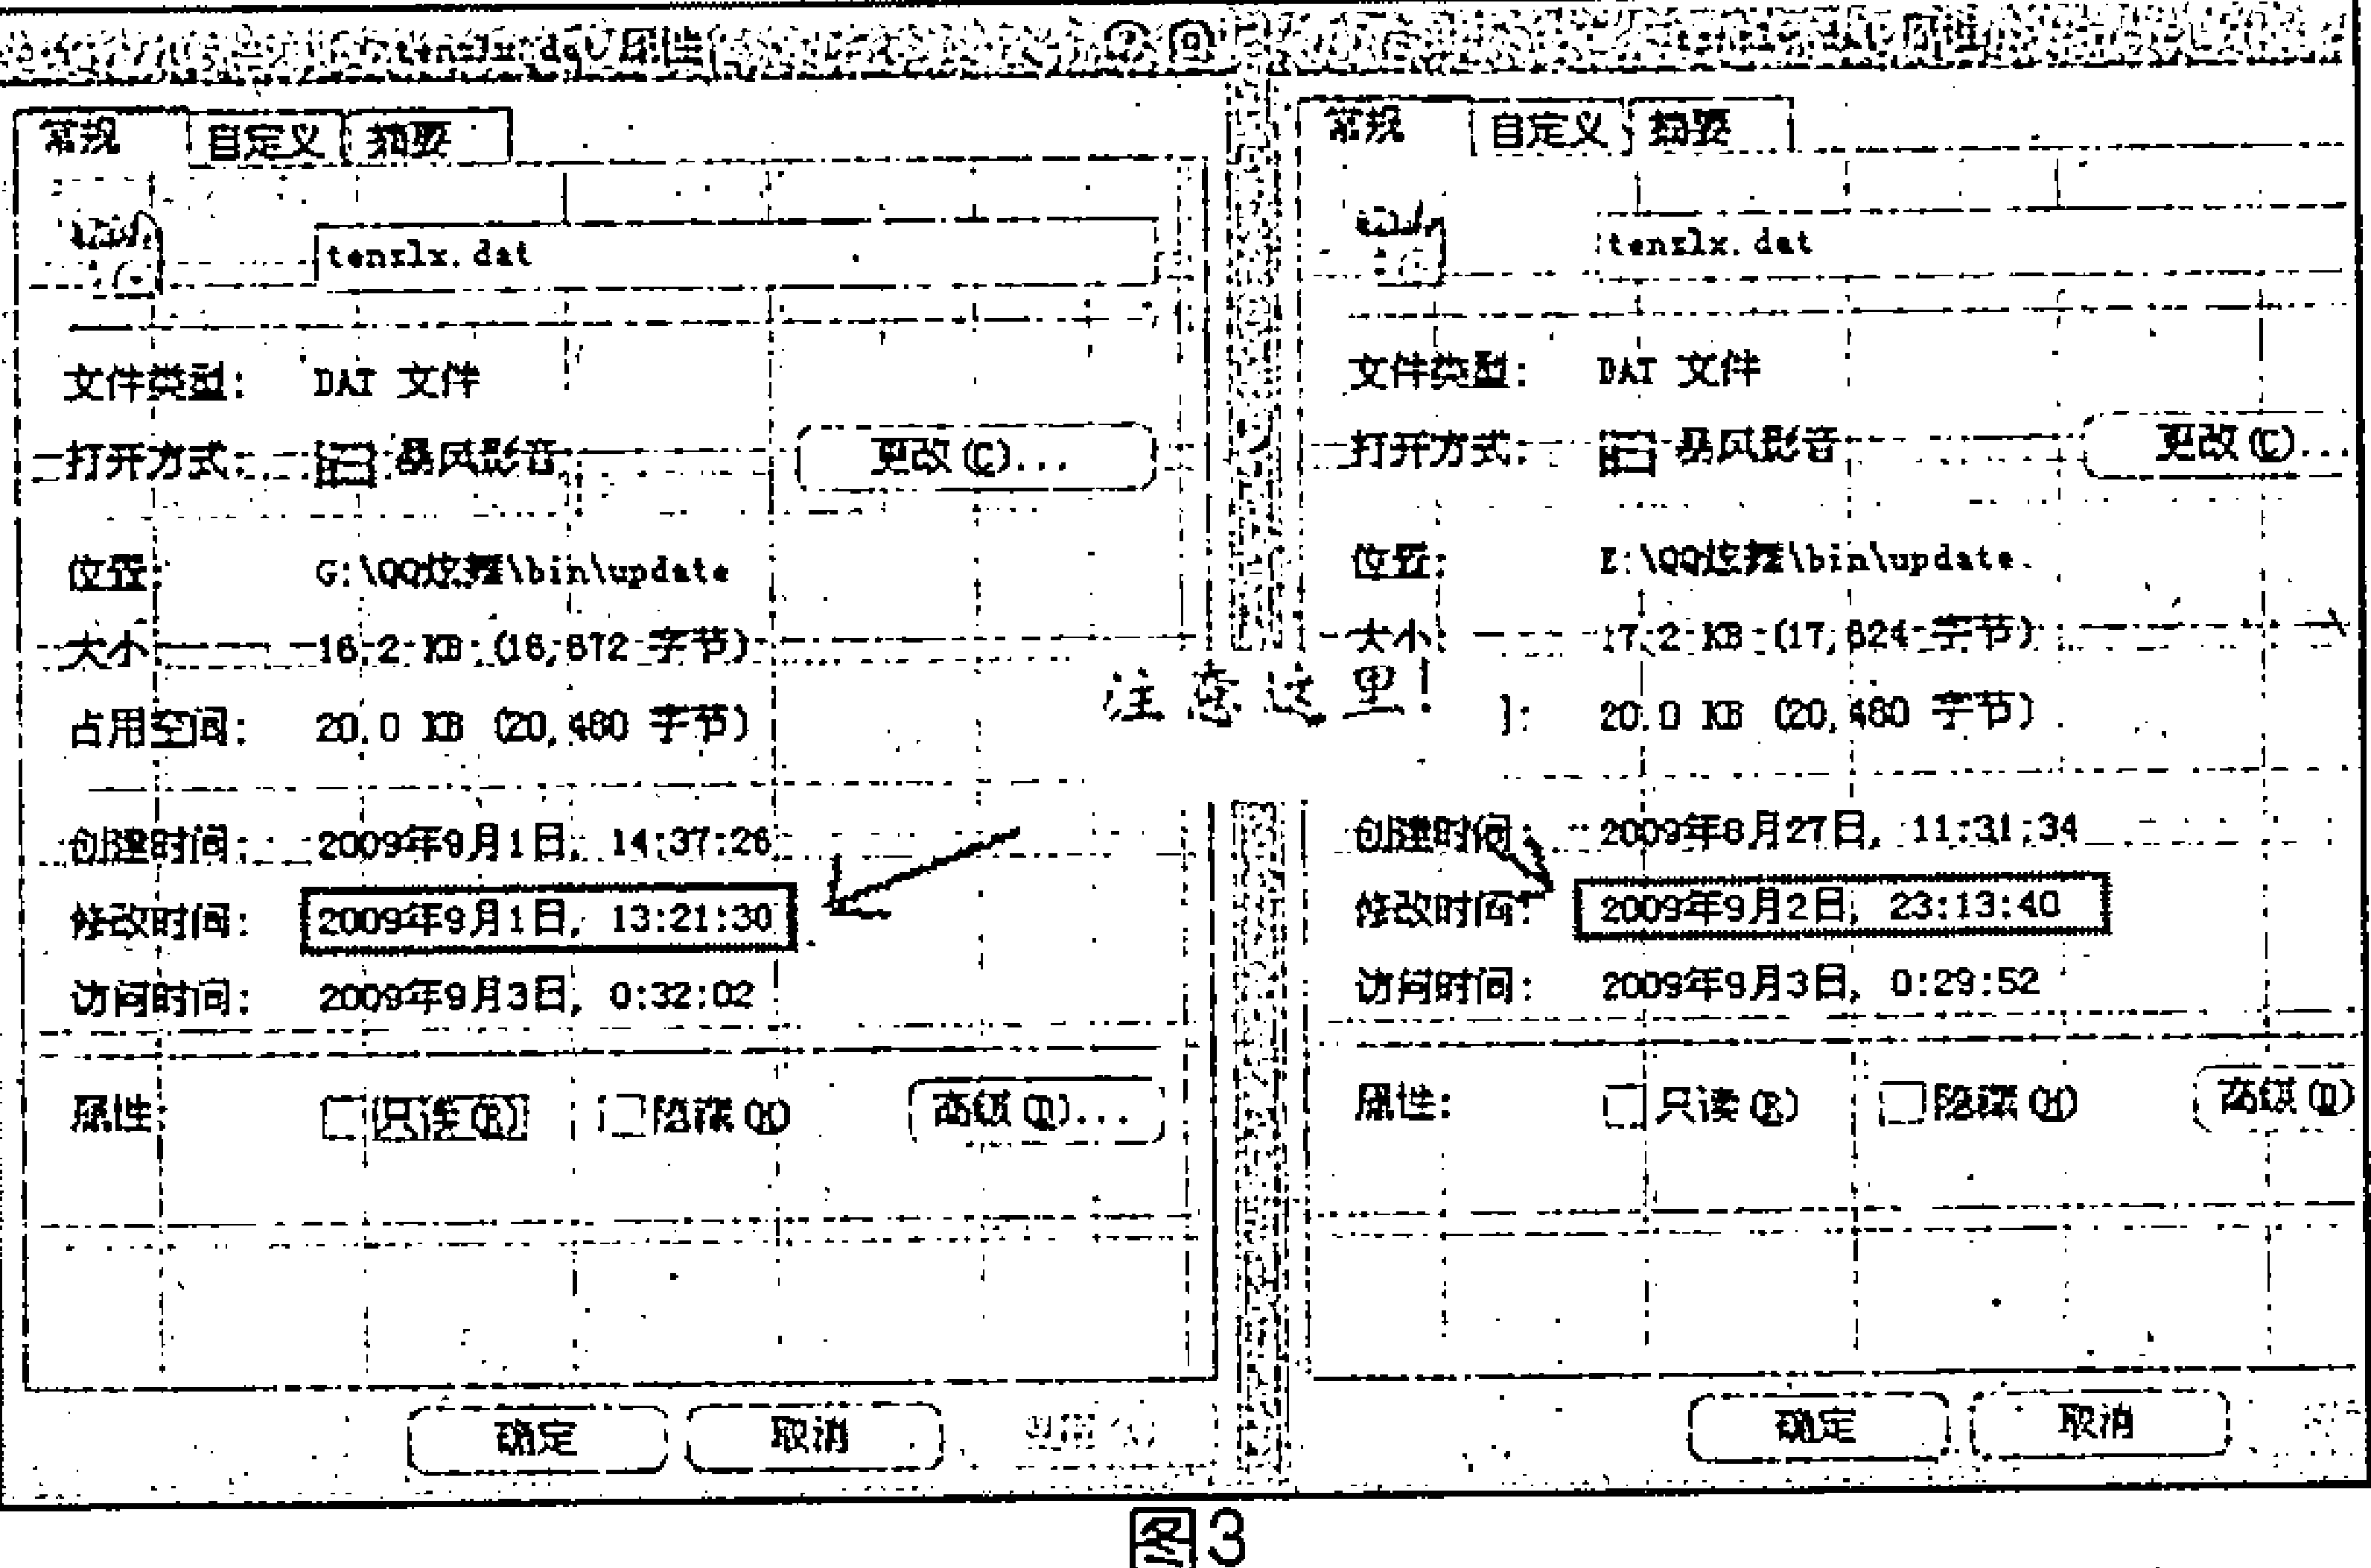 tenslx.dat 属性
常规 自定义 摘要
tenslx.dat
文件类型: DAT 文件
打开方式: 暴风影音 更改(C)...
位置: G:\QQ炫舞\bin\update
大小 16.2 KB (16,672 字节)
占用空间: 20.0 KB (20,480 字节)
创建时间: 2009年9月1日, 14:37:26
修改时间: 2009年9月1日, 13:21:30
访问时间: 2009年9月3日, 0:32:02
属性: 只读(R) 隐藏(H) 高级(D)...
确定 取消
注意这里!
常规 自定义 摘要
tenslx.dat
文件类型: DAT 文件
打开方式: 暴风影音 更改(C)...
位置: E:\QQ炫舞\bin\update
大小: 17.2 KB (17,624 字节)
]: 20.0 KB (20,480 字节)
创建时间: 2009年8月27日, 11:31:34
修改时间: 2009年9月2日, 23:13:40
访问时间: 2009年9月3日, 0:29:52
属性: 只读(R) 隐藏(H) 高级(D)
确定 取消
图3